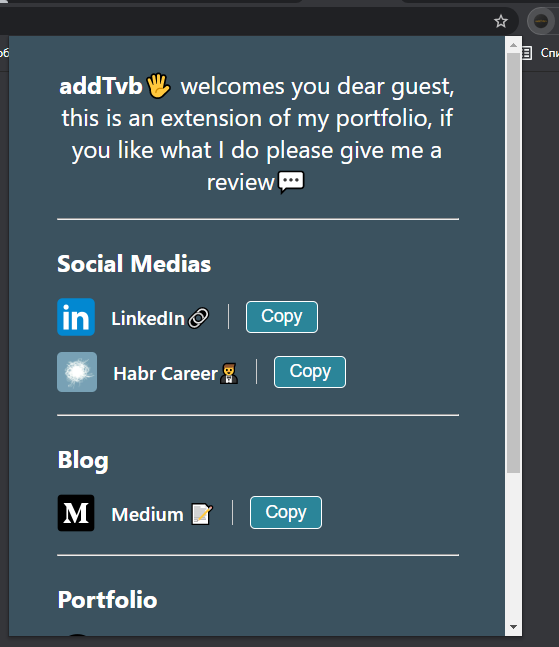 addTvb🖐 welcomes you dear guest,
this is an extension of my portfolio, if
you like what I do please give me a
review💬
Social Medias
in LinkedIn🔗 | Copy
Habr Career🤵 | Copy
Blog
M Medium 📝 | Copy
Portfolio
об
Спи